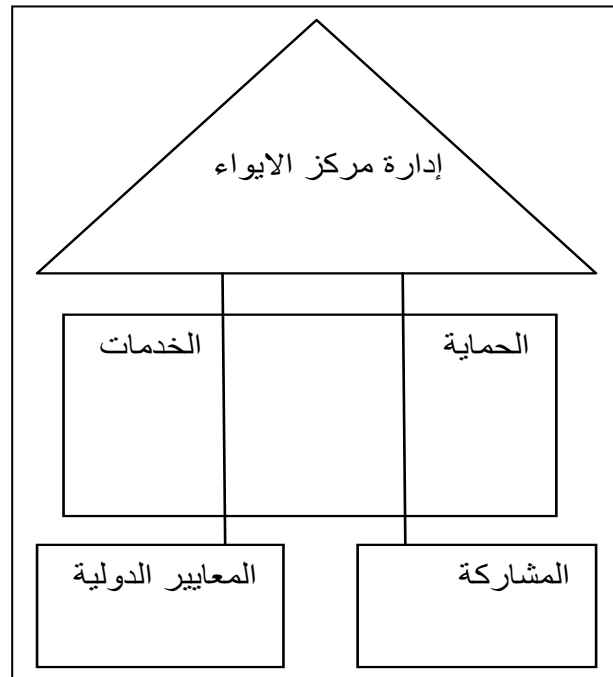 إدارة مركز الايواء
الحماية
الخدمات
المشاركة
المعايير الدولية